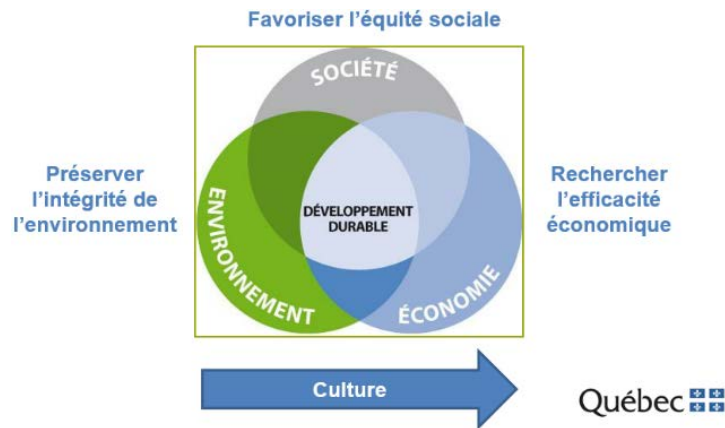 Favoriser l’équité sociale
SOCIÉTÉ
Préserver
l’intégrité de
l’environnement
ENVIRONNEMENT
DÉVELOPPEMENT
DURABLE
ÉCONOMIE
Rechercher
l’efficacité
économique
Culture
Québec